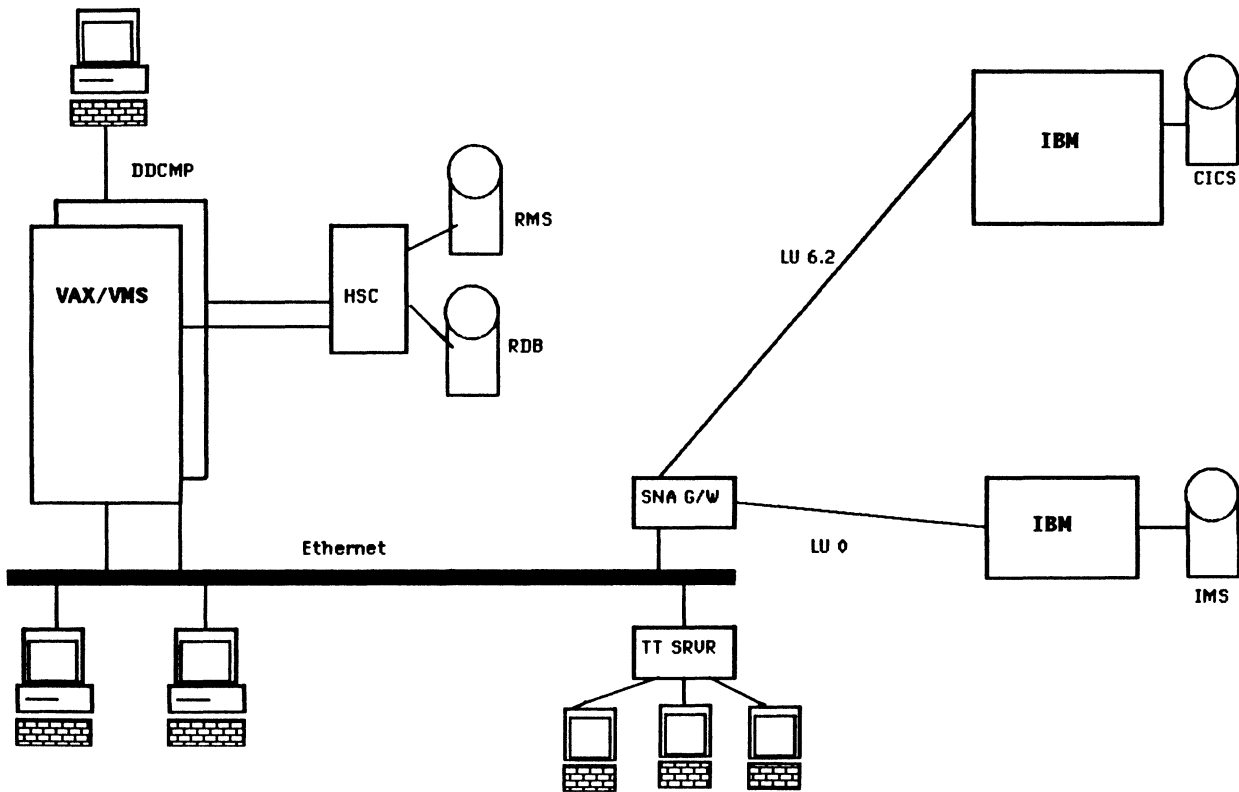 DDCMP
VAX/VMS
HSC
RMS
RDB
IBM
CICS
LU 6.2
SNA G/W
LU 0
IBM
IMS
Ethernet
TT SRVR